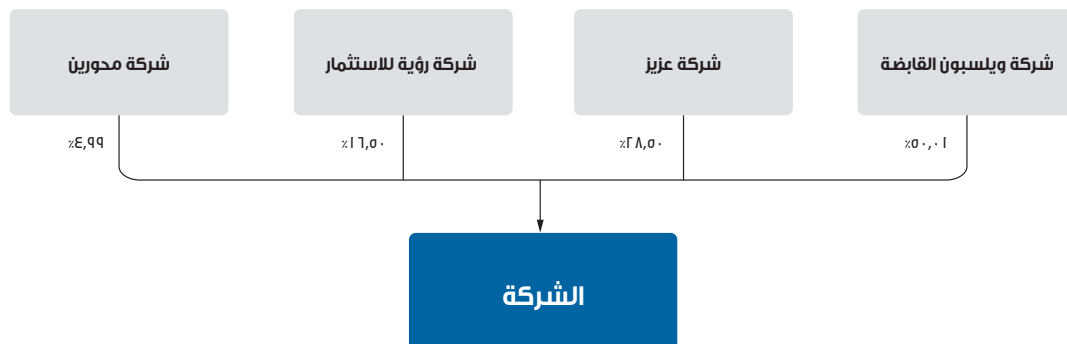 شركة ويلسبون القابضة
شركة عزيز
شركة رؤية للاستثمار
شركة محورين
٥٠,٠١٪
٢٨,٥٠٪
١٦,٥٠٪
٤,٩٩٪
الشركة